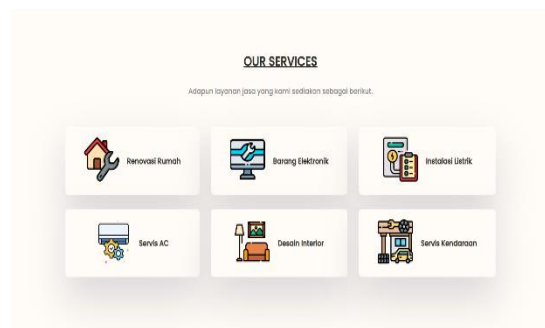 OUR SERVICES
Adapun layanan jasa yang kami sediakan sebagai berikut.
Renovasi Rumah
Barang Elektronik
Instalasi Listrik
Servis AC
Desain Interior
Servis Kendaraan